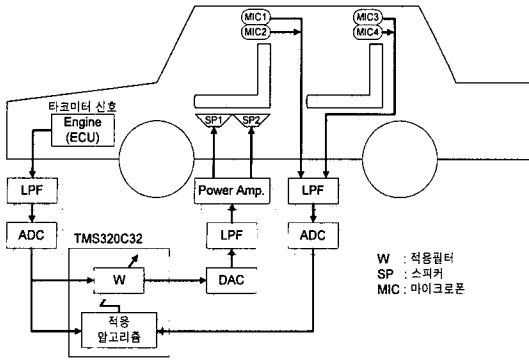 MIC1
MIC2
MIC3
MIC4
타코미터 신호
Engine
(ECU)
SP1
SP2
LPF
Power Amp.
LPF
ADC
LPF
ADC
TMS320C32
W
DAC
적응
알고리즘
W : 적응필터
SP : 스피커
MIC : 마이크로폰